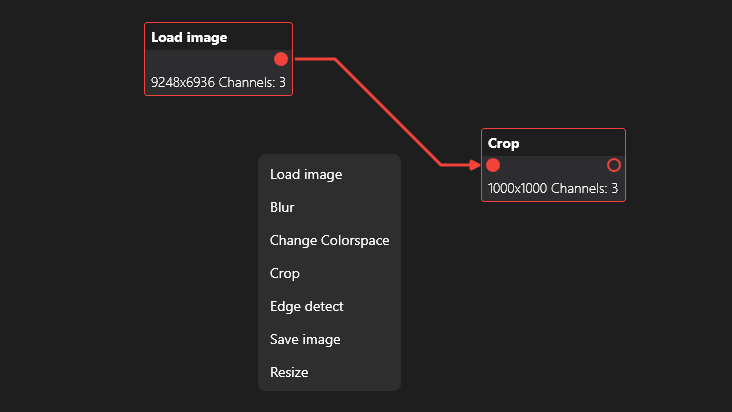 Load image
9248x6936 Channels: 3
Crop
1000x1000 Channels: 3
Load image
Blur
Change Colorspace
Crop
Edge detect
Save image
Resize